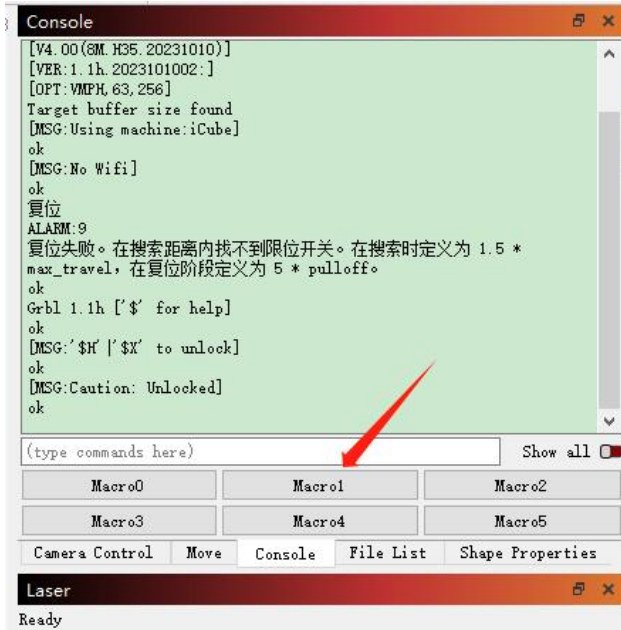 Console
[V4.00(8M.H35.20231010)]
[VER:1.1h.2023101002:]
[OPT:VMPH,63,256]
Target buffer size found
[MSG:Using machine:iCube]
ok
[MSG:No Wifi]
ok
复位
ALARM:9
复位失败。在搜索距离内找不到限位开关。在搜索时定义为 1.5 *
max_travel，在复位阶段定义为 5 * pulloff。
ok
Grbl 1.1h ['$' for help]
ok
[MSG:'$H'|'$X' to unlock]
ok
[MSG:Caution: Unlocked]
ok
(type commands here) Show all
Macro0 Macro1 Macro2
Macro3 Macro4 Macro5
Camera Control Move Console File List Shape Properties
Laser
Ready